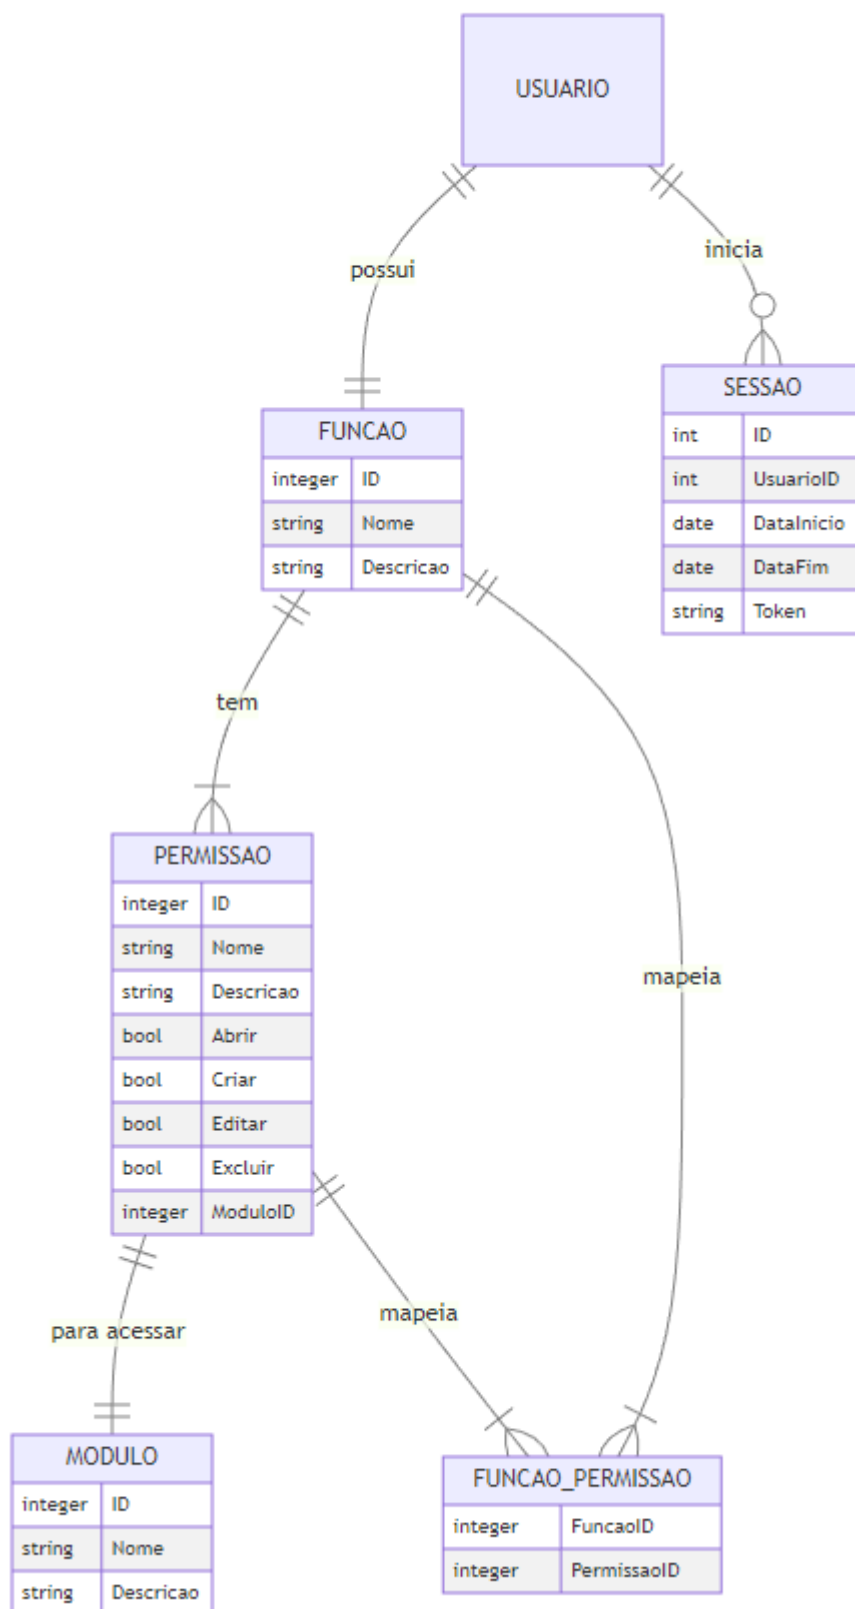 USUARIO
possui
inicia
SESSAO
int ID
int UsuarioID
date DataInicio
date DataFim
string Token
FUNCAO
integer ID
string Nome
string Descricao
tem
mapeia
PERMISSAO
integer ID
string Nome
string Descricao
bool Abrir
bool Criar
bool Editar
bool Excluir
integer ModuloID
para acessar
mapeia
MODULO
integer ID
string Nome
string Descricao
FUNCAO_PERMISSAO
integer FuncaoID
integer PermissaoID